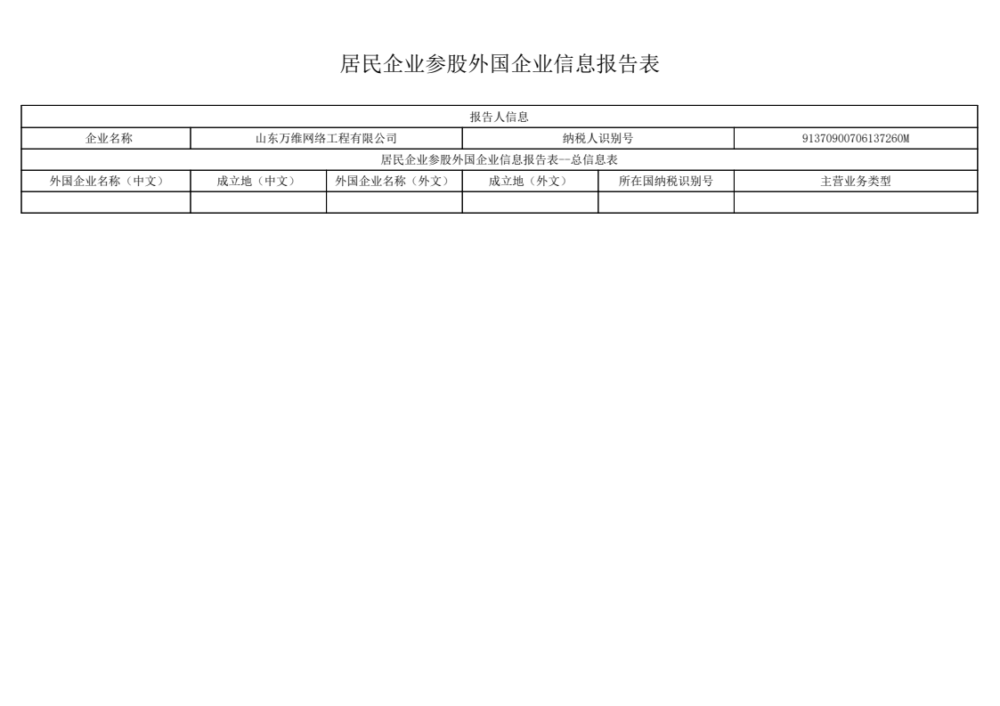 居民企业参股外国企业信息报告表
报告人信息
企业名称 山东万维网络工程有限公司 纳税人识别号 91370900706137260M
居民企业参股外国企业信息报告表--总信息表
外国企业名称（中文） 成立地（中文） 外国企业名称（外文） 成立地（外文） 所在国纳税识别号 主营业务类型